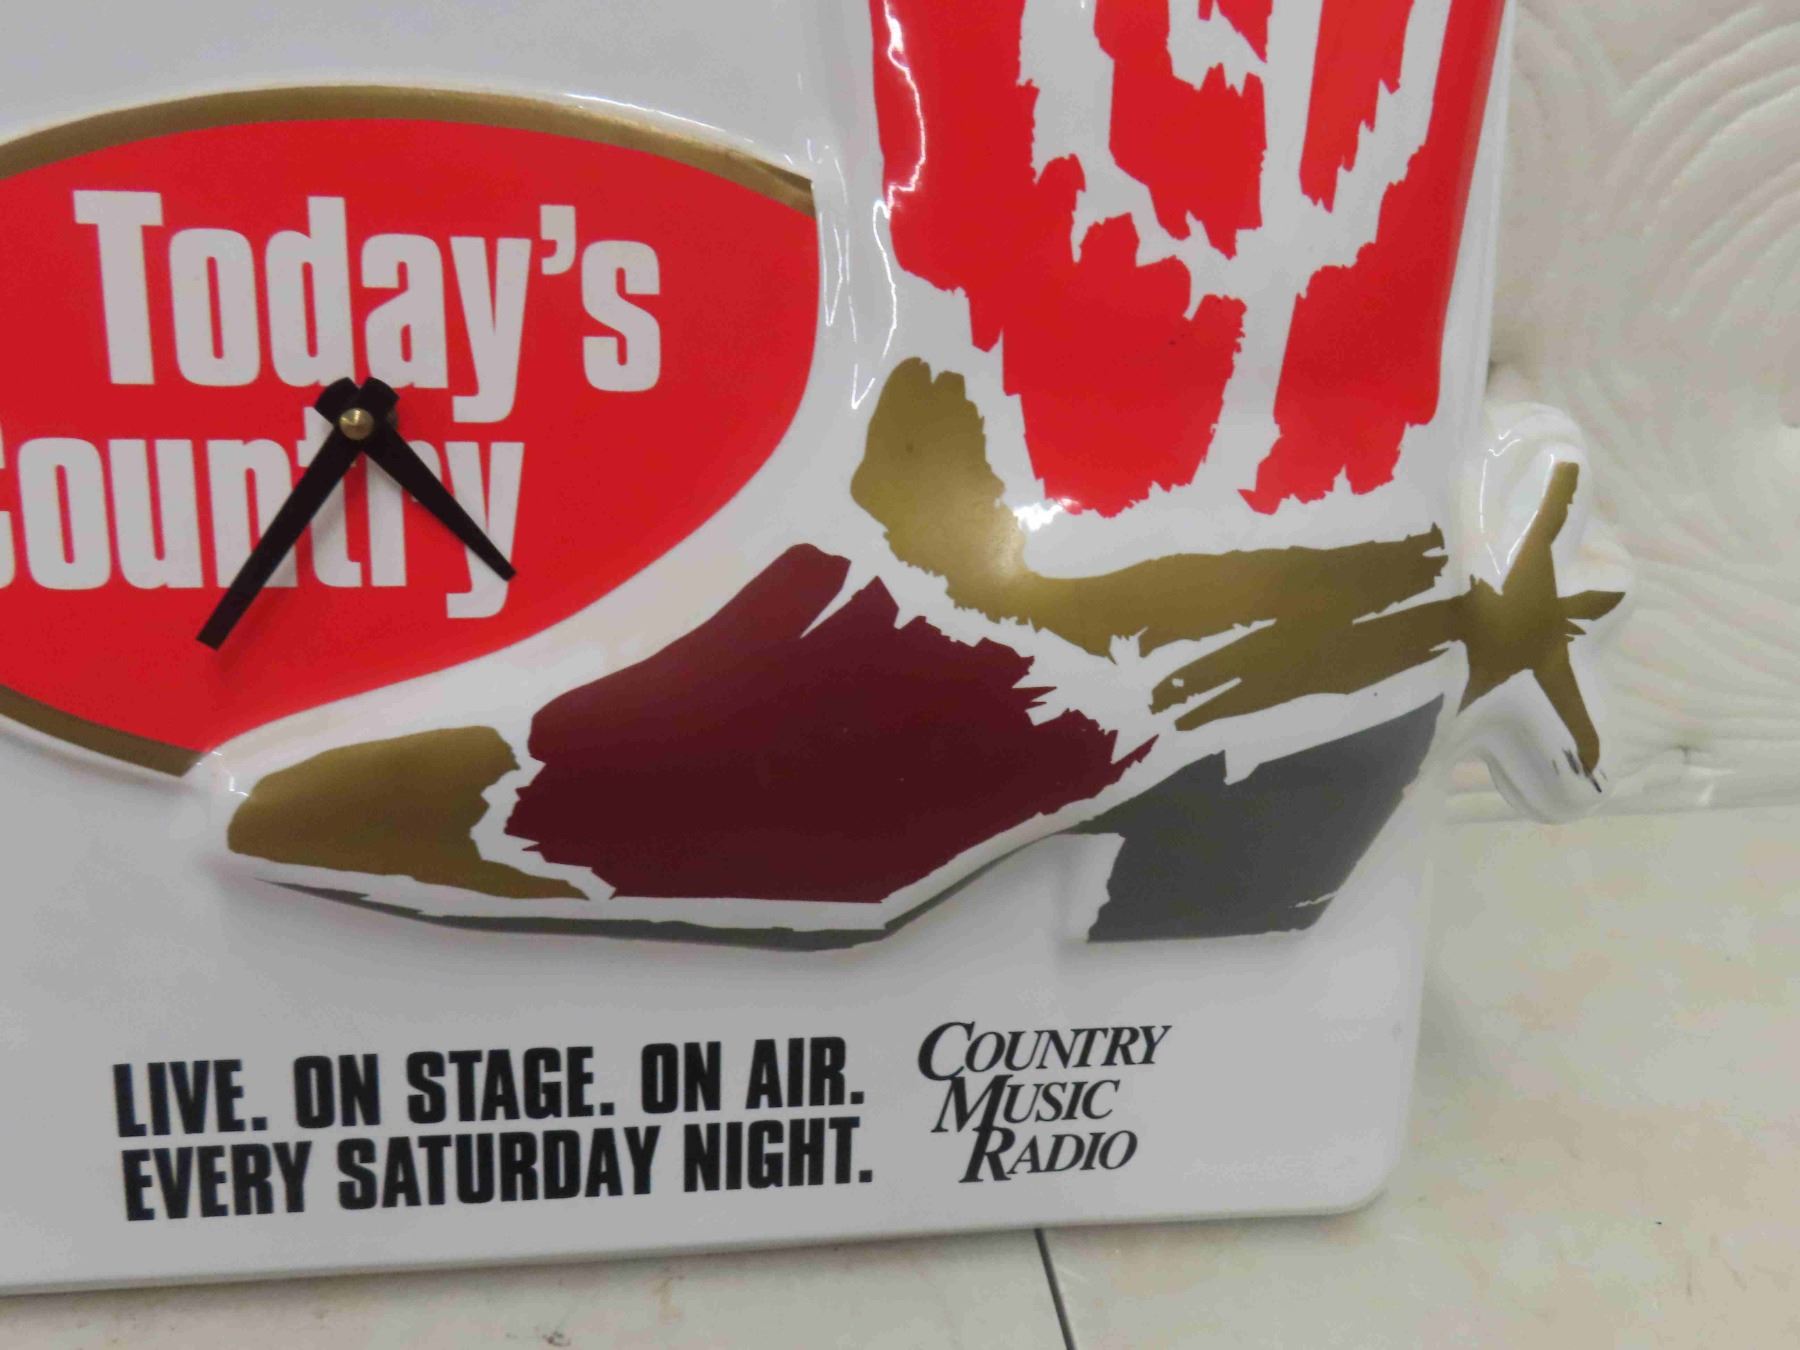 Today's
Country
LIVE. ON STAGE. ON AIR.
EVERY SATURDAY NIGHT.
COUNTRY
MUSIC
RADIO